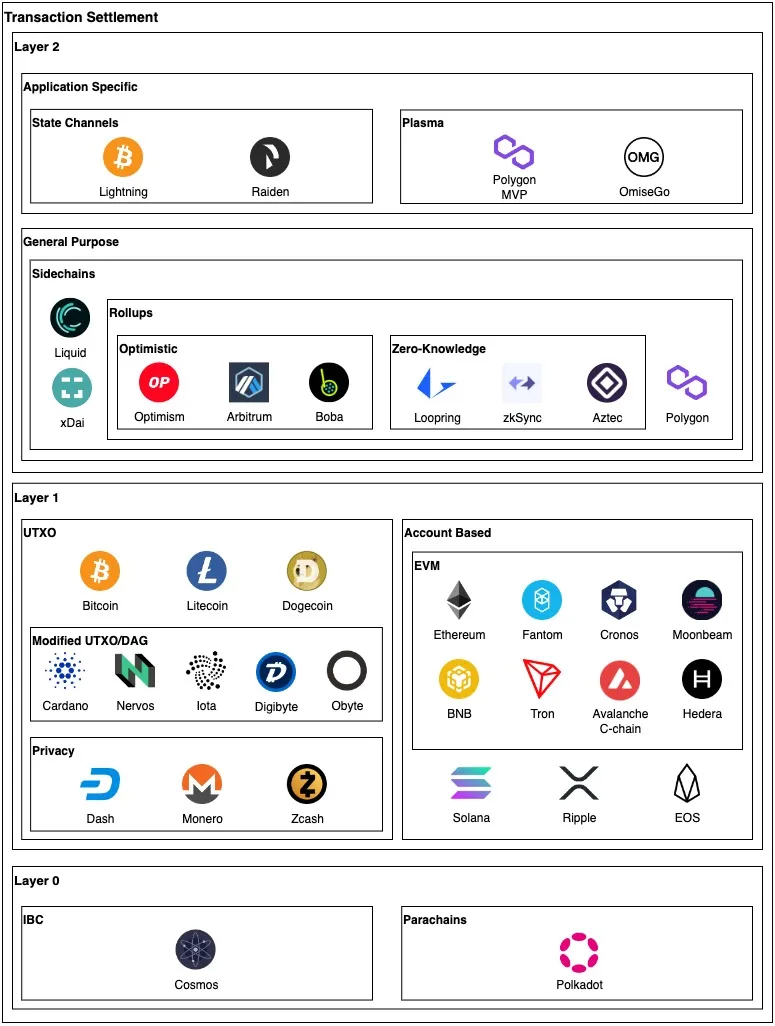 Transaction Settlement
Layer 2
Application Specific
State Channels
Lightning
Raiden
Plasma
Polygon
MVP
OMG
OmiseGo
General Purpose
Sidechains
Liquid
xDai
Rollups
Optimistic
OP
Optimism
Arbitrum
Boba
Zero-Knowledge
Loopring
zkSync
Aztec
Polygon
Layer 1
UTXO
Bitcoin
Litecoin
Dogecoin
Modified UTXO/DAG
Cardano
Nervos
Iota
Digibyte
Obyte
Privacy
Dash
Monero
Zcash
Account Based
EVM
Ethereum
Fantom
Cronos
Moonbeam
BNB
Tron
Avalanche
C-chain
Hedera
Solana
Ripple
EOS
Layer 0
IBC
Cosmos
Parachains
Polkadot